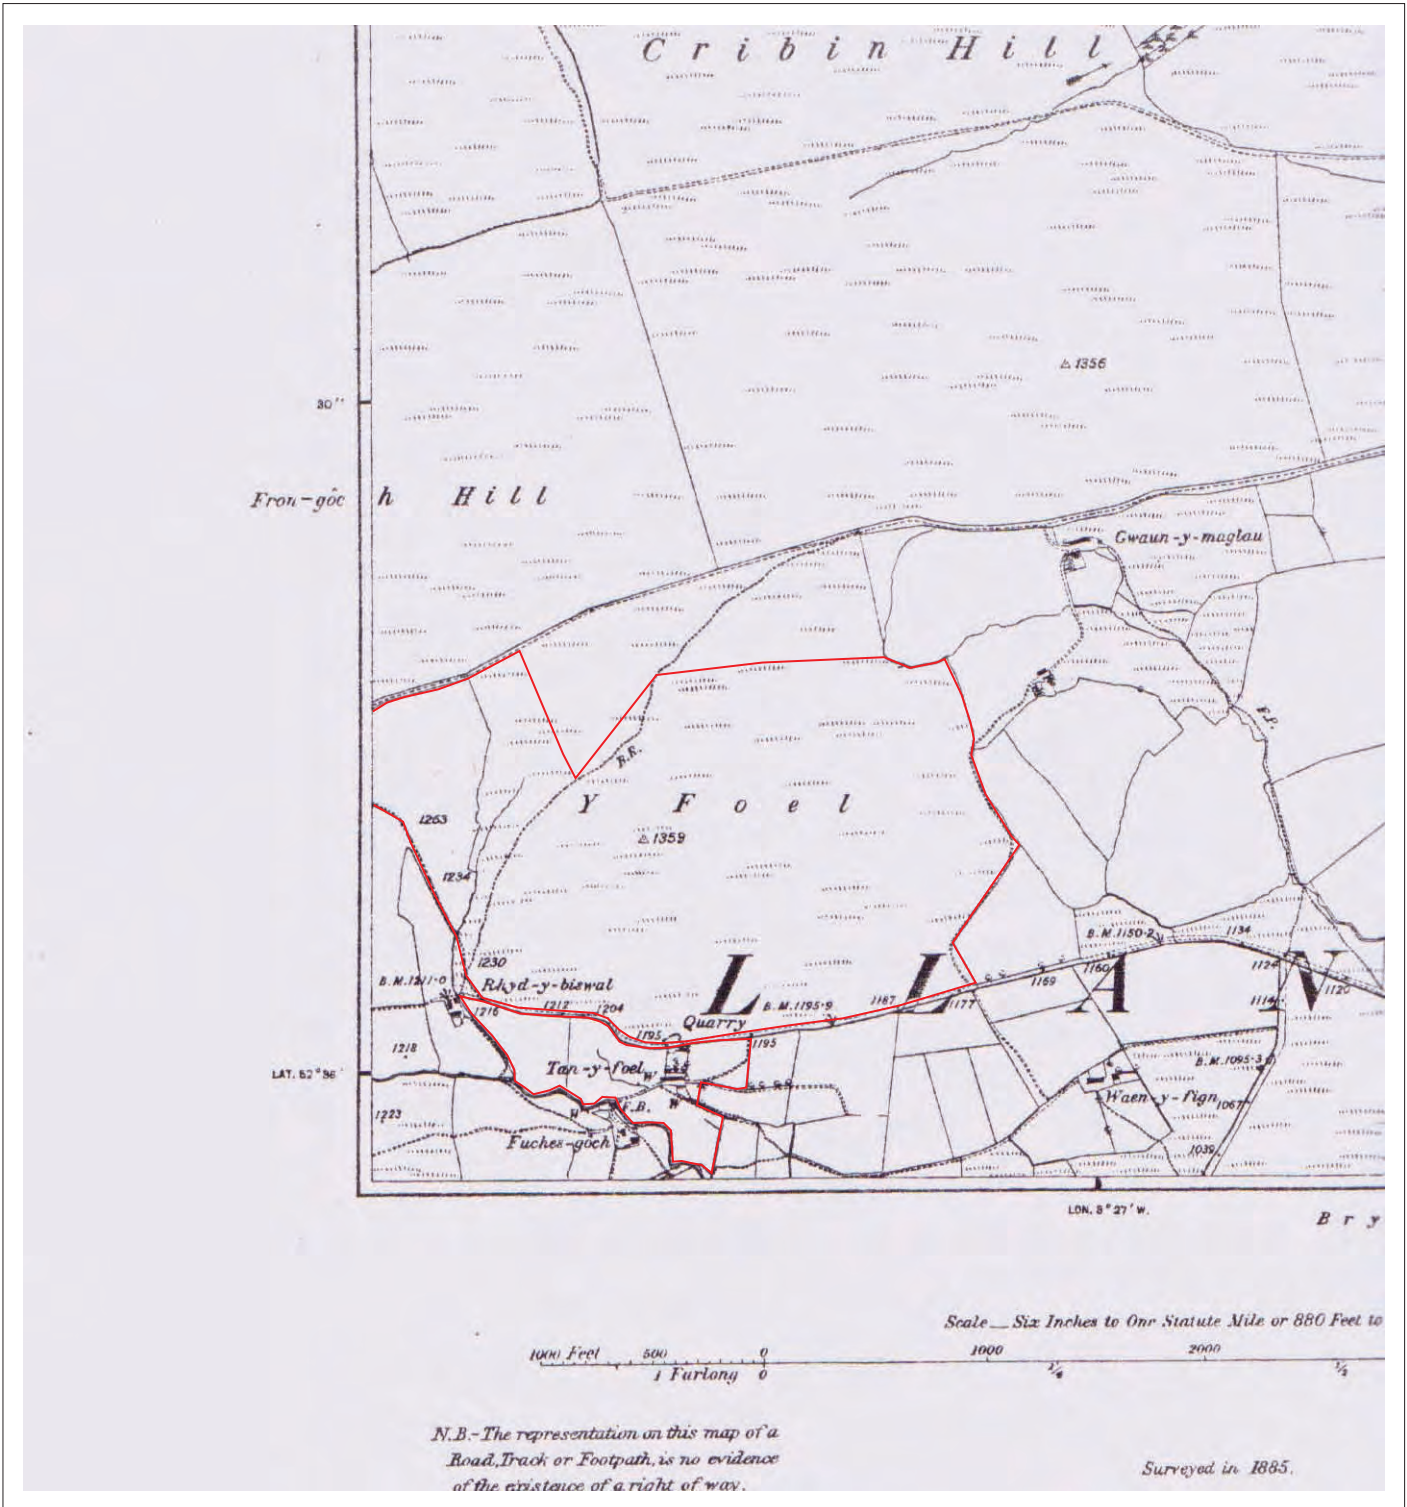 Cribin Hill
△ 1356
30"
Fron-gôc
h Hill
Gwaun-y-maglau
F.P.
B.R.
Y Foel
△ 1359
1263
1234
1230
B.M.1211·0
Rhyd-y-biswal
1216
1212
1204
1195
Quarry
B.M.1195·9
1187
1177
1169
1160
B.M.1150·2
1134
1124
1120
1114
LLAN
1195
1218
Tan-y-foel
W
LAT. 52° 36'
B.M.1095·3
Waen-y-fign
1067
1223
W
F.B.
W
Fuches-gôch
1039
LON. 3° 27' W.
Bry
Scale — Six Inches to One Statute Mile or 880 Feet to
1000 Feet 500 0 1000 2000
1 Furlong 0 1/4 1/2
N.B.-The representation on this map of a
Road, Track or Footpath, is no evidence
of the existence of a right of way.
Surveyed in 1885.